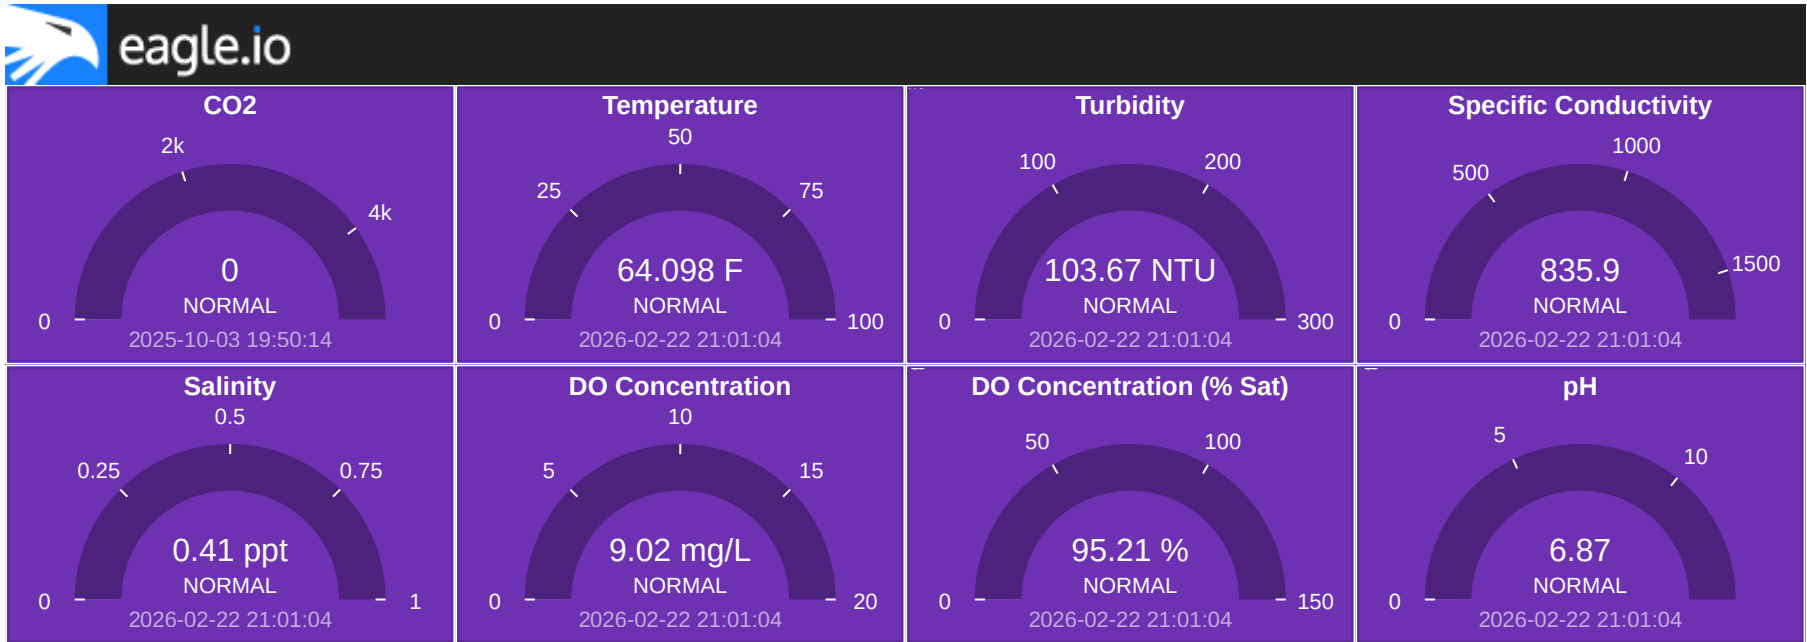 eagle.io
CO2
2k
4k
0
0
NORMAL
2025-10-03 19:50:14
Temperature
50
25
75
64.098 F
NORMAL
0
100
2026-02-22 21:01:04
Turbidity
100
200
103.67 NTU
NORMAL
0
300
2026-02-22 21:01:04
Specific Conductivity
1000
500
1500
835.9
NORMAL
0
2026-02-22 21:01:04
Salinity
0.5
0.25
0.75
0.41 ppt
NORMAL
0
1
2026-02-22 21:01:04
DO Concentration
10
5
15
9.02 mg/L
NORMAL
0
20
2026-02-22 21:01:04
DO Concentration (% Sat)
50
100
95.21 %
NORMAL
0
150
2026-02-22 21:01:04
pH
5
10
6.87
NORMAL
0
2026-02-22 21:01:04